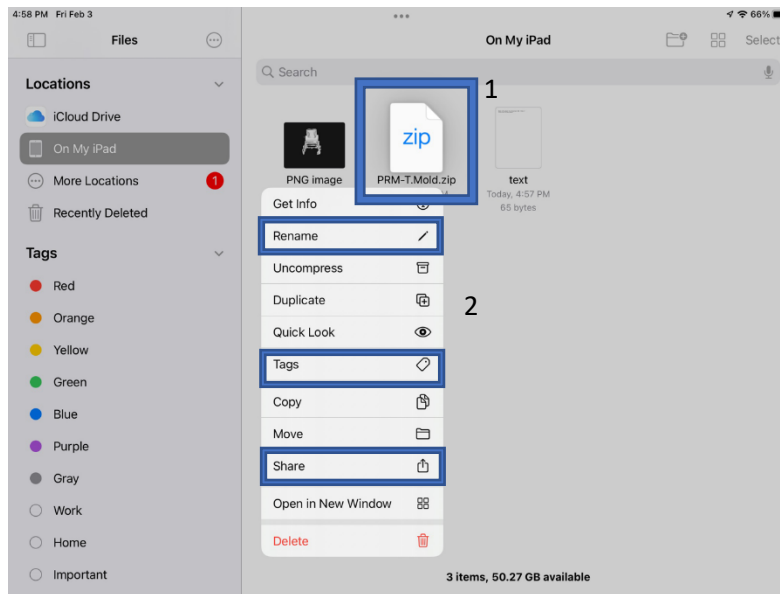 4:58 PM Fri Feb 3
66%
Files
On My iPad
Select
Search
1
Locations
iCloud Drive
On My iPad
More Locations
1
Recently Deleted
Tags
Red
Orange
Yellow
Green
Blue
Purple
Gray
Work
Home
Important
zip
PNG image
PRM-T.Mold.zip
text
Today, 4:57 PM
65 bytes
Get Info
Rename
Uncompress
Duplicate
2
Quick Look
Tags
Copy
Move
Share
Open in New Window
Delete
3 items, 50.27 GB available